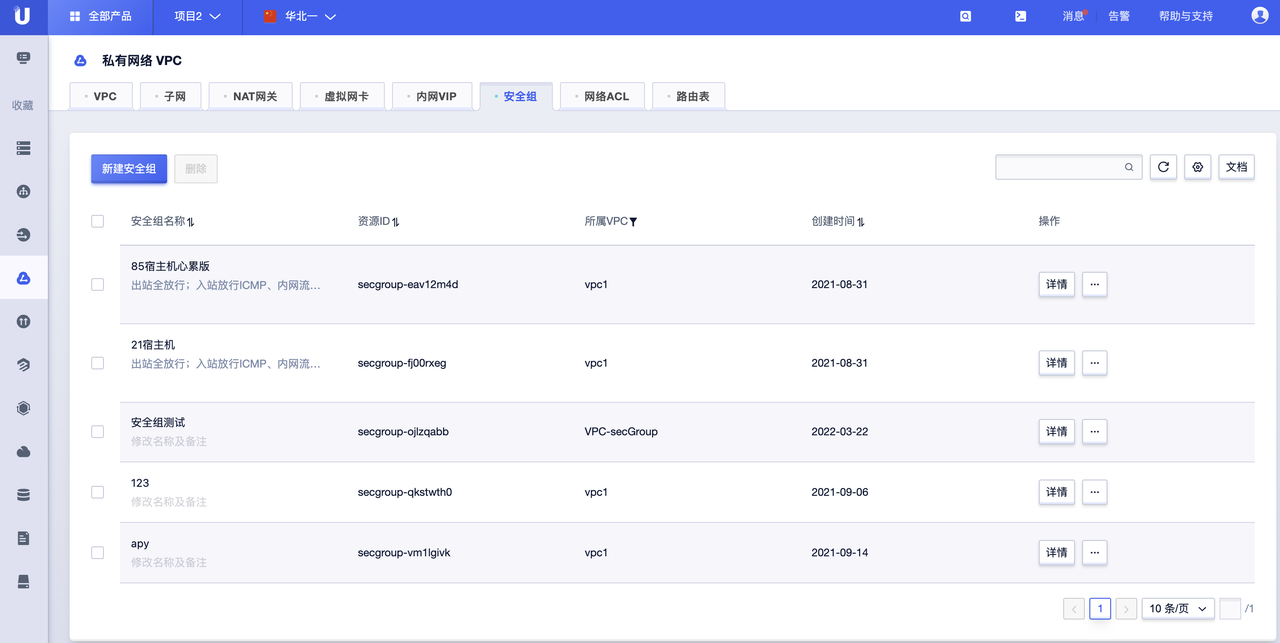 全部产品
项目2
华北一
消息
告警
帮助与支持
收藏
私有网络 VPC
VPC
子网
NAT网关
虚拟网卡
内网VIP
安全组
网络ACL
路由表
新建安全组
删除
文档
安全组名称
资源ID
所属VPC
创建时间
操作
85宿主机心累版
出站全放行；入站放行ICMP、内网流...
secgroup-eav12m4d
vpc1
2021-08-31
详情
...
21宿主机
出站全放行；入站放行ICMP、内网流...
secgroup-fj00rxeg
vpc1
2021-08-31
详情
...
安全组测试
修改名称及备注
secgroup-ojlzqabb
VPC-secGroup
2022-03-22
详情
...
123
修改名称及备注
secgroup-qkstwth0
vpc1
2021-09-06
详情
...
apy
修改名称及备注
secgroup-vm1lgivk
vpc1
2021-09-14
详情
...
1
10 条/页
/1